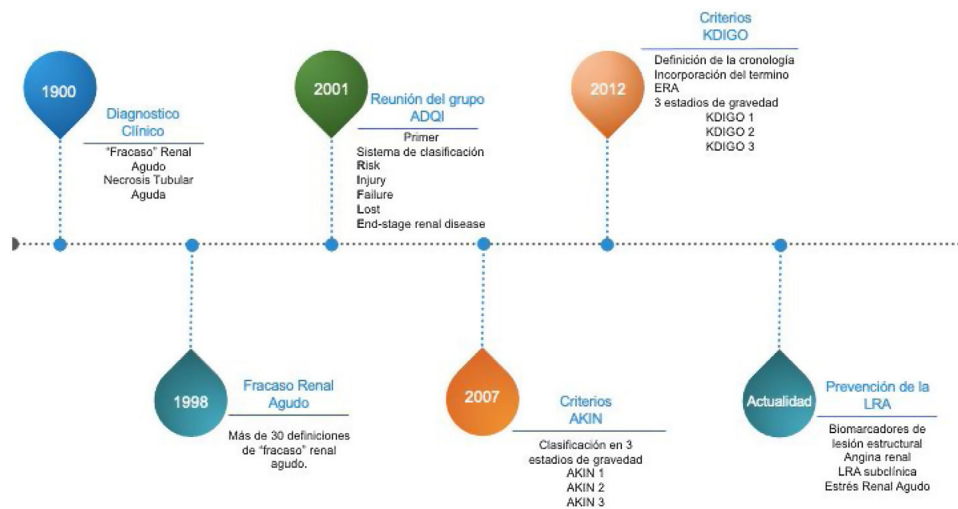 1900
Diagnostico
Clínico
"Fracaso" Renal
Agudo
Necrosis Tubular
Aguda
1998
Fracaso Renal
Agudo
Más de 30 definiciones
de "fracaso" renal
agudo.
2001
Reunión del grupo
ADQI
Primer
Sistema de clasificación
Risk
Injury
Failure
Lost
End-stage renal disease
2007
Criterios
AKIN
Clasificación en 3
estadios de gravedad
AKIN 1
AKIN 2
AKIN 3
2012
Criterios
KDIGO
Definición de la cronología
Incorporación del termino
ERA
3 estadios de gravedad
KDIGO 1
KDIGO 2
KDIGO 3
Actualidad
Prevención de la
LRA
Biomarcadores de
lesión estructural
Angina renal
LRA subclínica
Estrés Renal Agudo